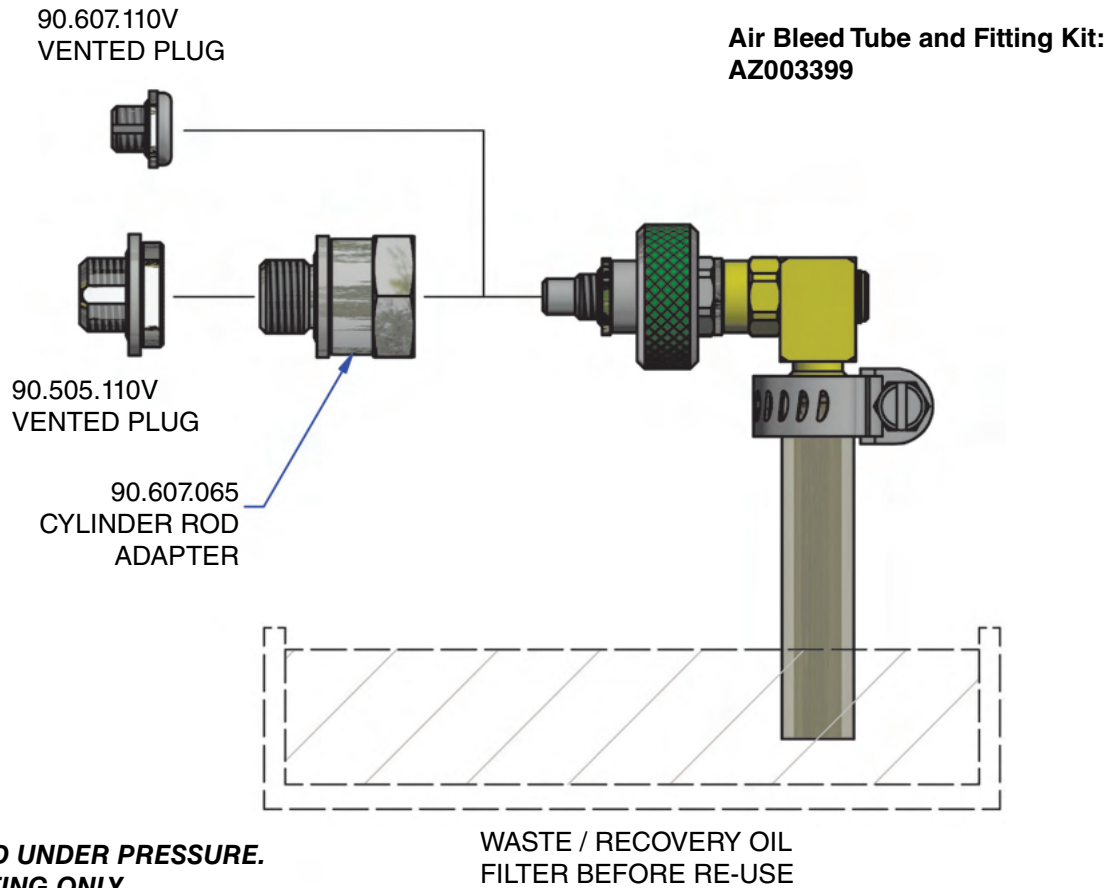 90.607.110V
VENTED PLUG
Air Bleed Tube and Fitting Kit:
AZ003399
90.505.110V
VENTED PLUG
90.607.065
CYLINDER ROD
ADAPTER
UNDER PRESSURE.
ONLY
WASTE / RECOVERY OIL
FILTER BEFORE RE-USE